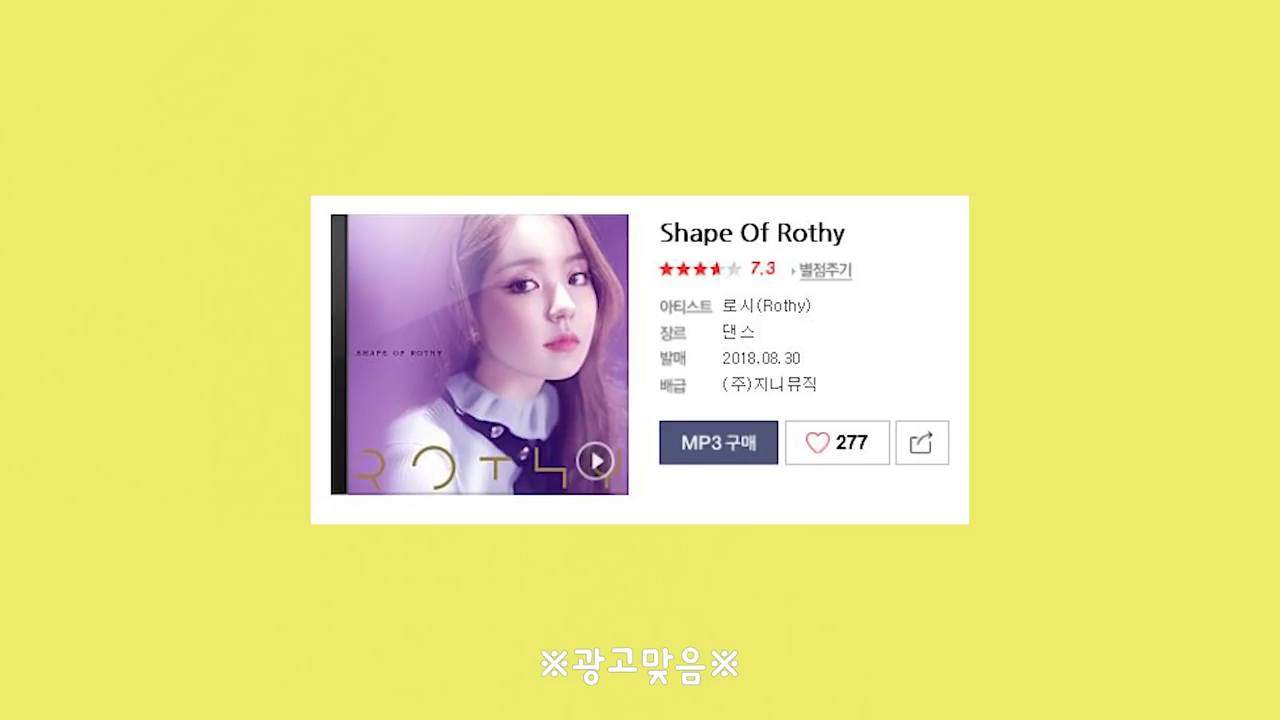 Shape Of Rothy
7.3 별점주기
아티스트 로시(Rothy)
장르 댄스
발매 2018.08.30
배급 (주)지니뮤직
MP3 구매 277
SHAPE OF ROTHY
ROTHY
※광고맞음※